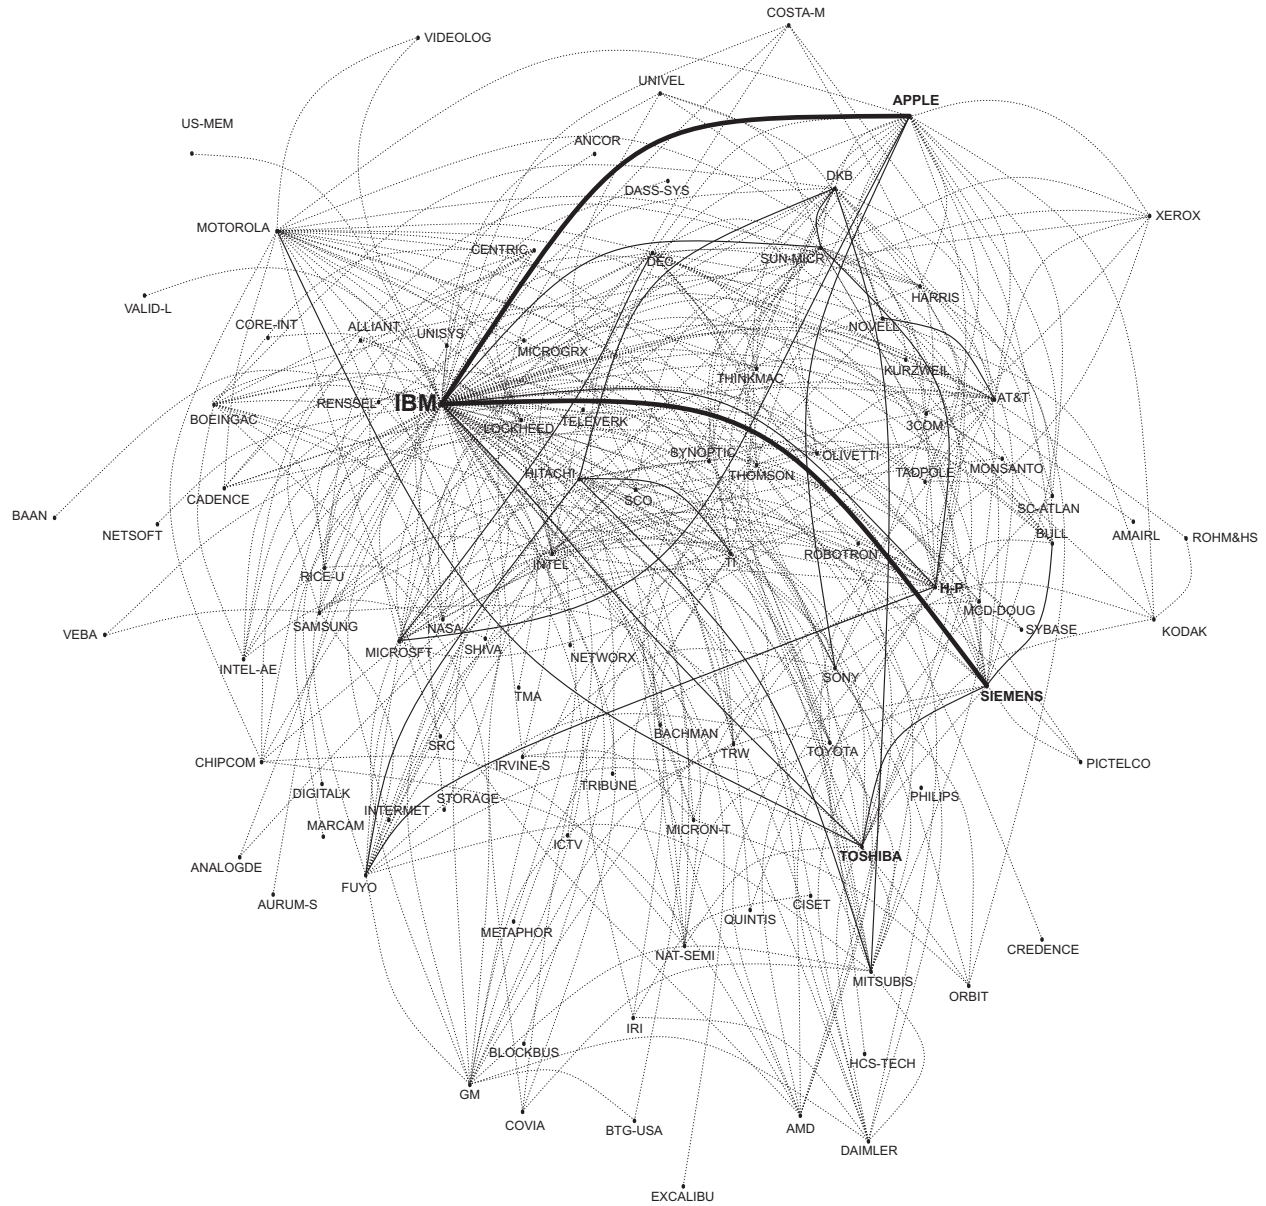 COSTA-M
VIDEOLOG
UNIVEL
APPLE
US-MEM
ANCOR
DKB
DASS-SYS
XEROX
MOTOROLA
CENTRIC
DEC
SUN-MICR
HARRIS
VALID-L
CORE-INT
ALLIANT
UNISYS
NOVELL
MICROGRX
KURZWEIL
THINKMAC
RENSSEL
IBM
AT&T
BOEINGAC
LOCKHEED
TELEVERK
3COM
SYNOPTIC
OLIVETTI
HITACHI
THOMSON
TADPOLE
MONSANTO
CADENCE
SCO
SC-ATLAN
BAAN
NETSOFT
BULL
AMAIRL
ROHM&HS
ROBOTRON
INTEL
TI
RICE-U
H-P
MCD-DOUG
SAMSUNG
NASA
SYBASE
KODAK
VEBA
MICROSFT
SHIVA
NETWORX
INTEL-AE
SONY
TMA
SIEMENS
BACHMAN
SRC
TRW
TOYOTA
CHIPCOM
IRVINE-S
PICTELCO
TRIBUNE
DIGITALK
STORAGE
PHILIPS
INTERMET
MARCAM
MICRON-T
ICTV
TOSHIBA
ANALOGDE
FUYO
AURUM-S
CISET
QUINTIS
METAPHOR
NAT-SEMI
CREDENCE
MITSUBIS
ORBIT
IRI
BLOCKBUS
HCS-TECH
GM
COVIA
BTG-USA
AMD
DAIMLER
EXCALIBU